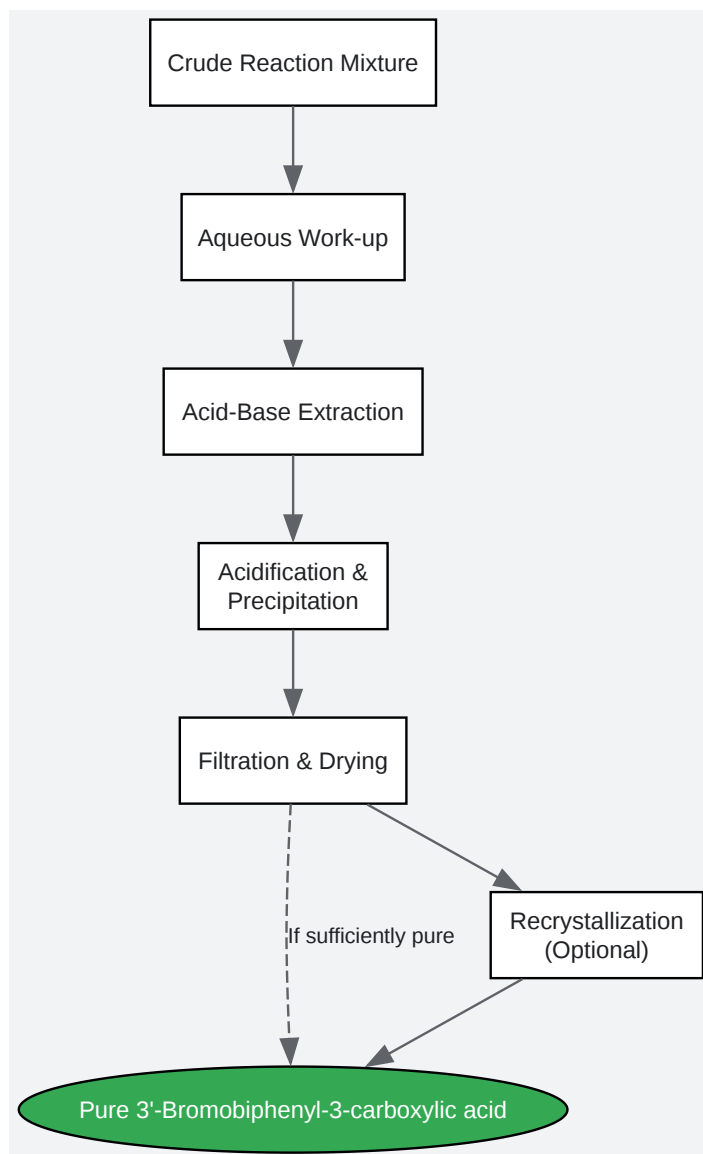 Crude Reaction Mixture
Aqueous Work-up
Acid-Base Extraction
Acidification &
Precipitation
Filtration & Drying
Recrystallization
(Optional)
If sufficiently pure
Pure 3'-Bromobiphenyl-3-carboxylic acid